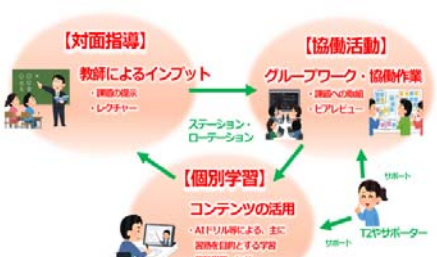 【対面指導】
教師によるインプット
・課題の提示
・レクチャー
【協働活動】
グループワーク・協働作業
・課題への取組
・ピアレビュー
ステーション・
ローテーション
【個別学習】
コンテンツの活用
・AIドリル等による、主に
習熟を目的とする学習
サポート
T2やサポーター
サポート